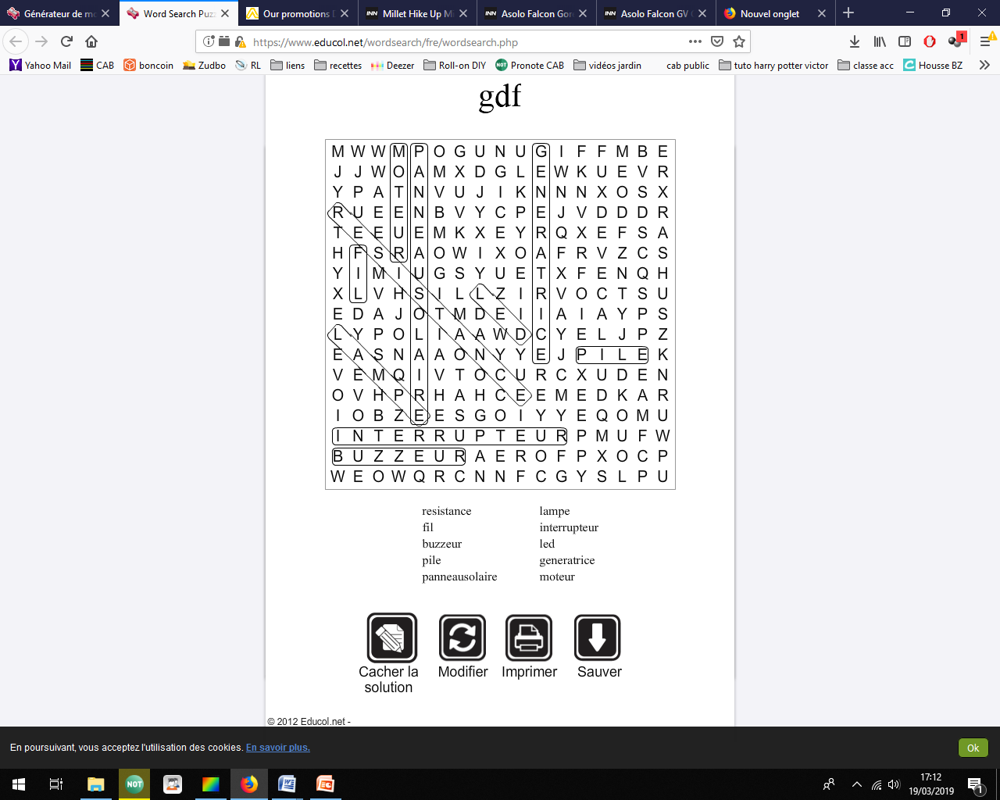 Générateur de mo
Word Search Puzz
Our promotions D
Millet Hike Up M
Asolo Falcon Gor
Asolo Falcon GV
Nouvel onglet
https://www.educol.net/wordsearch/fre/wordsearch.php
1
Yahoo Mail
CAB
boncoin
Zudbo
RL
liens
recettes
Deezer
Roll-on DIY
Pronote CAB
vidéos jardin
cab public
tuto harry potter victor
classe acc
Housse BZ
gdf
M W W M P O G U N U G I F F M B E
J J W O A M X D G L E W K U E V R
Y P A T N V U J I K N N N X O S X
R U E E N B V Y C P E J V D D D R
T E E U E M K X E Y R Q X E F S A
H F S R A O W I X O A F R V Z C S
Y I M I U G S Y U E T X F E N Q H
X L V H S I L L Z I R V O C T S U
E D A J O T M D E I I A I A Y P S
L Y P O L I A A W D C Y E L J P Z
E A S N A A O N Y Y E J P I L E K
V E M Q I V T O C U R C X U D E N
O V H P R H A H C E E M E D K A R
I O B Z E E S G O I Y Y E Q O M U
I N T E R R U P T E U R P M U F W
B U Z Z E U R A E R O F P X O C P
W E O W Q R C N N F C G Y S L P U
resistance lampe
fil interrupteur
buzzeur led
pile generatrice
panneausolaire moteur
Cacher la solution
Modifier
Imprimer
Sauver
© 2012 Educol.net -
En poursuivant, vous acceptez l'utilisation des cookies. En savoir plus.
Ok
17:12
19/03/2019
1